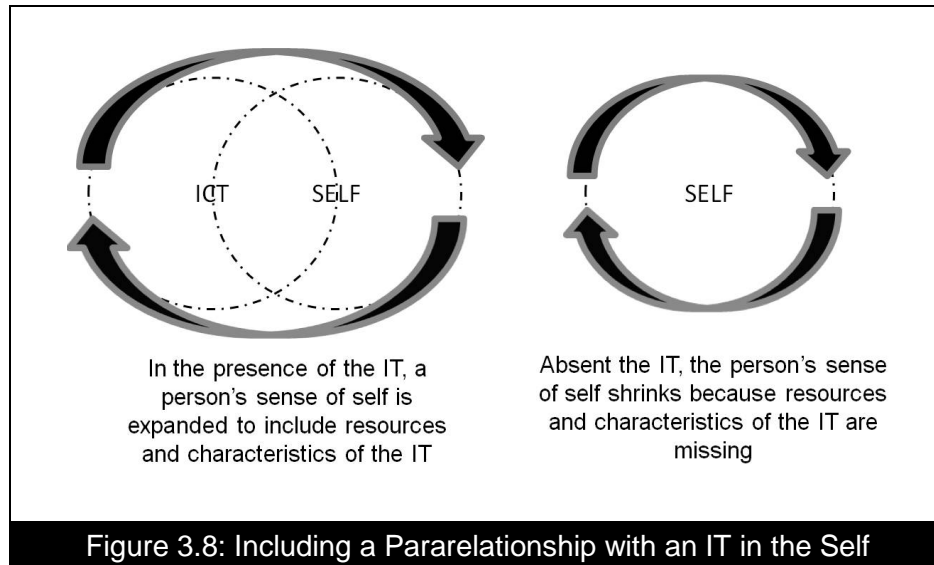 ICT
SELF
In the presence of the IT, a
person's sense of self is
expanded to include resources
and characteristics of the IT
SELF
Absent the IT, the person's sense
of self shrinks because resources
and characteristics of the IT are
missing
Figure 3.8: Including a Pararelationship with an IT in the Self